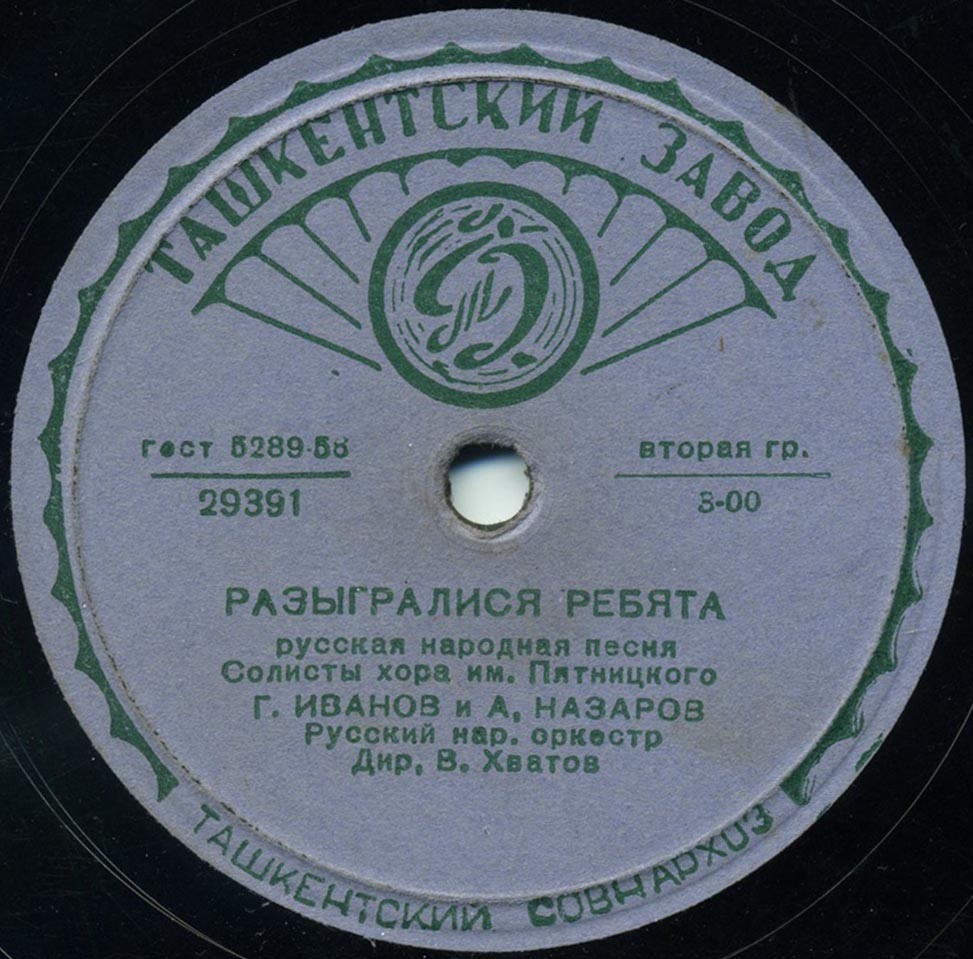 ТАШКЕНТСКИЙ ЗАВОД
гост 5289-58
29391
вторая гр.
3-00
РАЗЫГРАЛИСЯ РЕБЯТА
русская народная песня
Солисты хора им. Пятницкого
Г. ИВАНОВ и А, НАЗАРОВ
Русский нар. оркестр
Дир, В. Хватов
ТАШКЕНТСКИЙ СОВНАРХОЗ